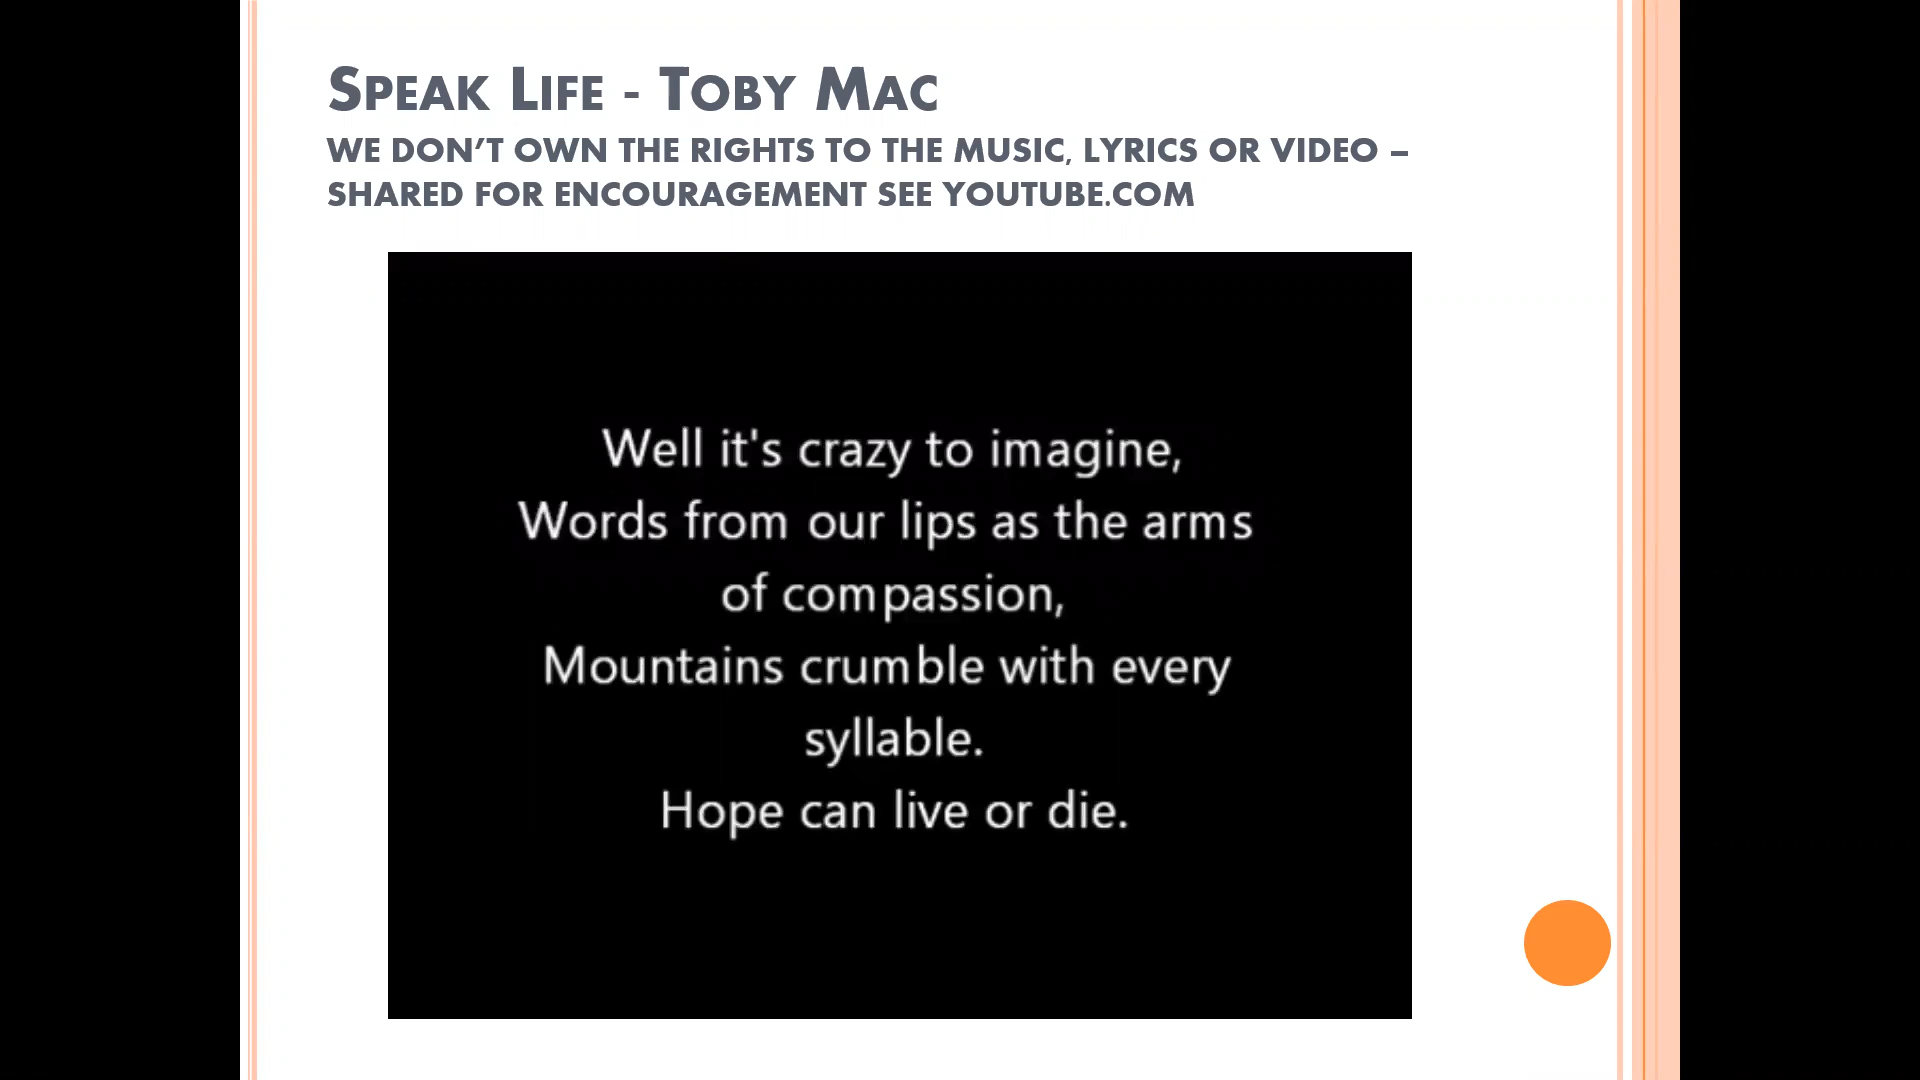 Speak Life - Toby Mac
WE DON’T OWN THE RIGHTS TO THE MUSIC, LYRICS OR VIDEO –
SHARED FOR ENCOURAGEMENT SEE YOUTUBE.COM
Well it's crazy to imagine,
Words from our lips as the arms
of compassion,
Mountains crumble with every
syllable.
Hope can live or die.